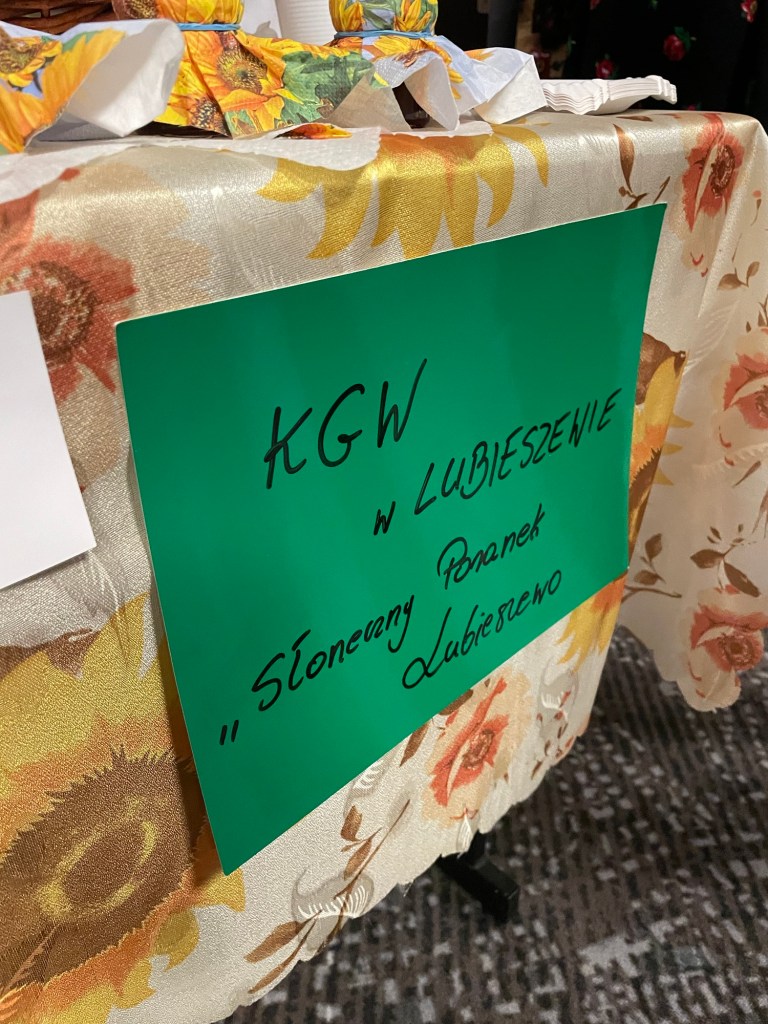 KGW
w LUBIESZEWIE
„Słoneczny Poranek
Lubieszewo